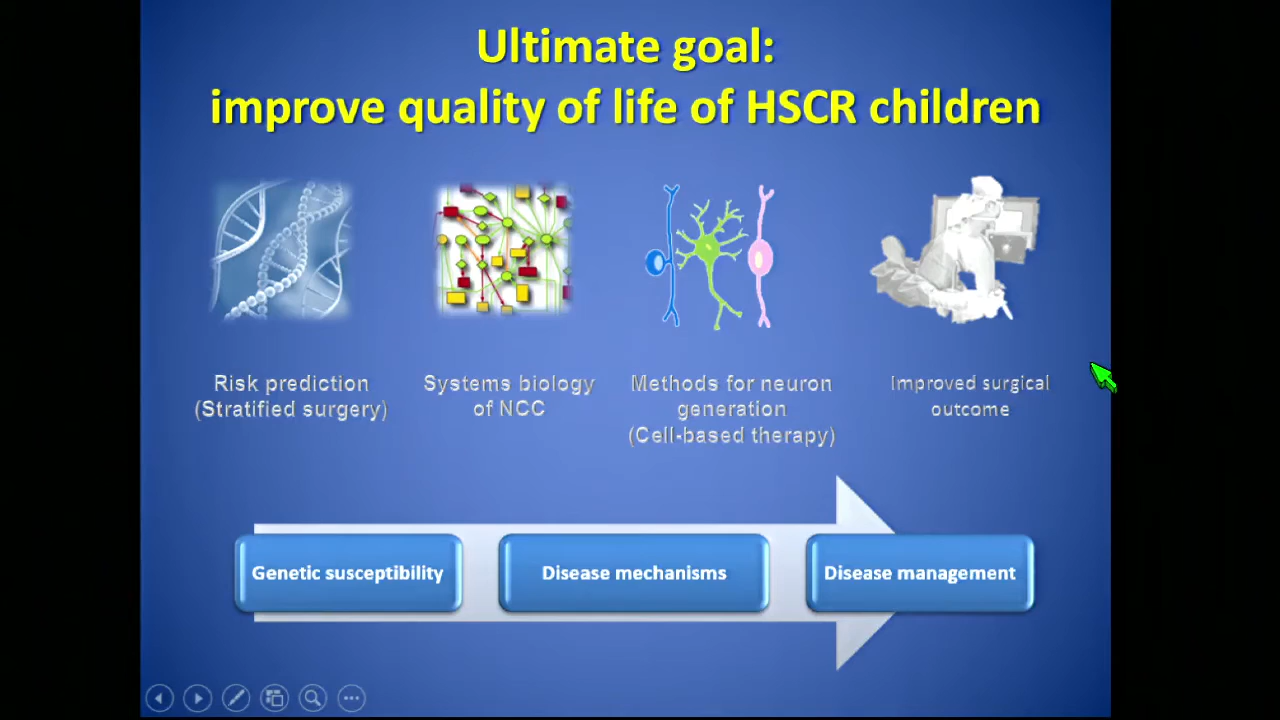 Ultimate goal:
improve quality of life of HSCR children
Risk prediction
(Stratified surgery)
Systems biology
of NCC
Methods for neuron
generation
(Cell-based therapy)
Improved surgical
outcome
Genetic susceptibility
Disease mechanisms
Disease management